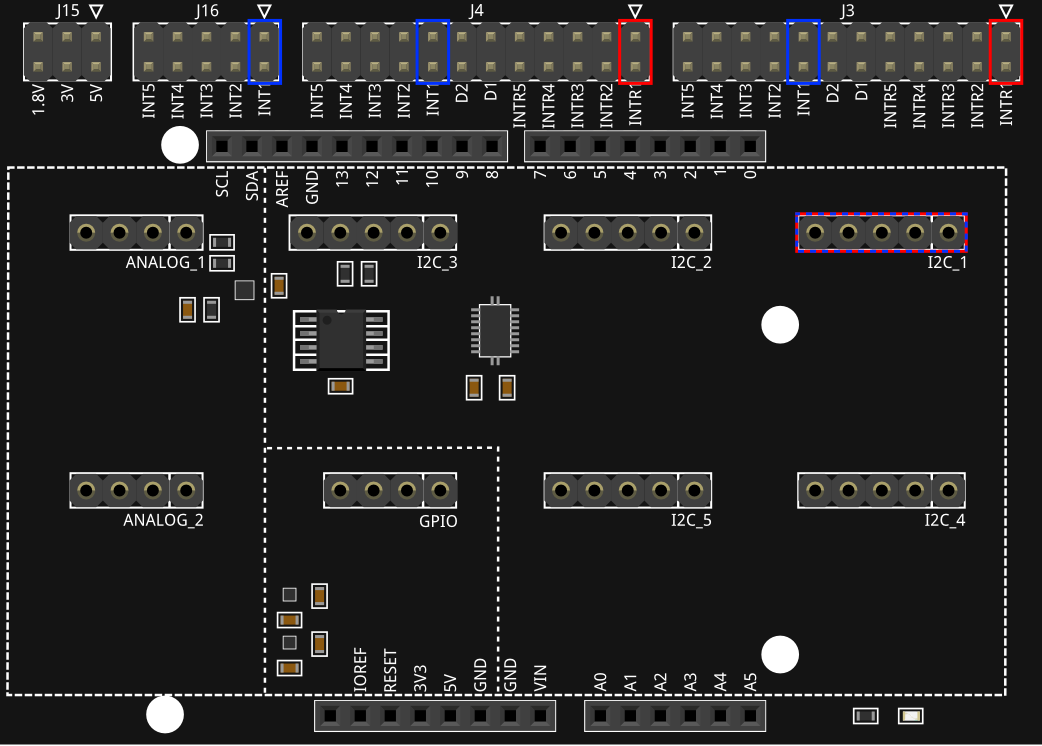 J15 J16 J4 J3
1.8V 3V 5V INT5 INT4 INT3 INT2 INT1 INT5 INT4 INT3 INT2 INT1 D2 D1 INTR5 INTR4 INTR3 INTR2 INTR1 INT5 INT4 INT3 INT2 INT1 D2 D1 INTR5 INTR4 INTR3 INTR2 INTR1
SCL SDA AREF GND 13 12 11 10 9 8 7 6 5 4 3 2 1 0
ANALOG_1 I2C_3 I2C_2 I2C_1
ANALOG_2 GPIO I2C_5 I2C_4
IOREF RESET 3V3 5V GND GND VIN A0 A1 A2 A3 A4 A5